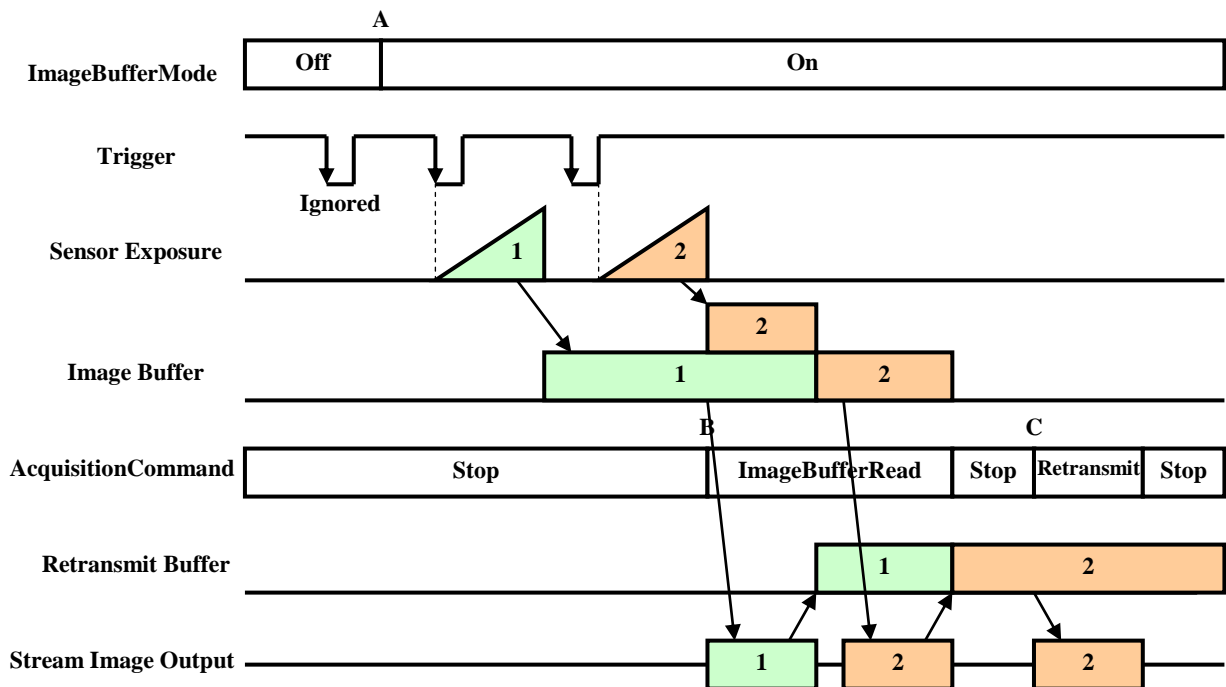 A
ImageBufferMode
Off
On
Trigger
Ignored
Sensor Exposure
1
2
2
Image Buffer
1
2
B
C
AcquisitionCommand
Stop
ImageBufferRead
Stop
Retransmit
Stop
Retransmit Buffer
1
2
Stream Image Output
1
2
2